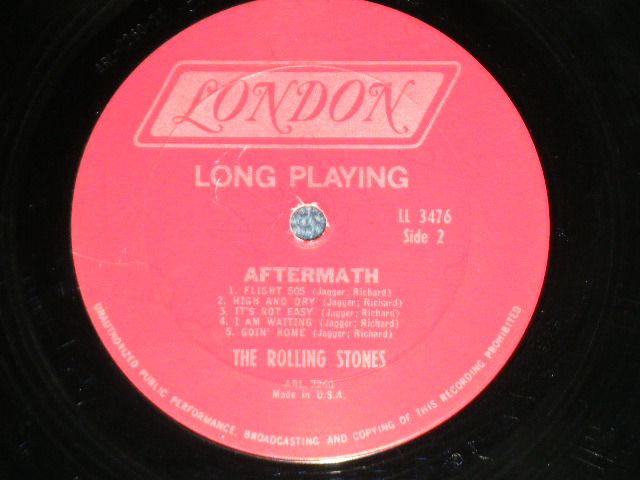 LONDON
LONG PLAYING
LL 3476
Side 2
AFTERMATH
1. FLIGHT 505 (Jagger; Richard)
2. HIGH AND DRY (Jagger; Richard)
3. IT'S NOT EASY (Jagger; Richard)
4. I AM WAITING (Jagger; Richard)
5. GOIN' HOME (Jagger; Richard)
THE ROLLING STONES
ARL 7260
Made in U.S.A.
UNAUTHORIZED PUBLIC PERFORMANCE, BROADCASTING AND COPYING OF THIS RECORDING PROHIBITED